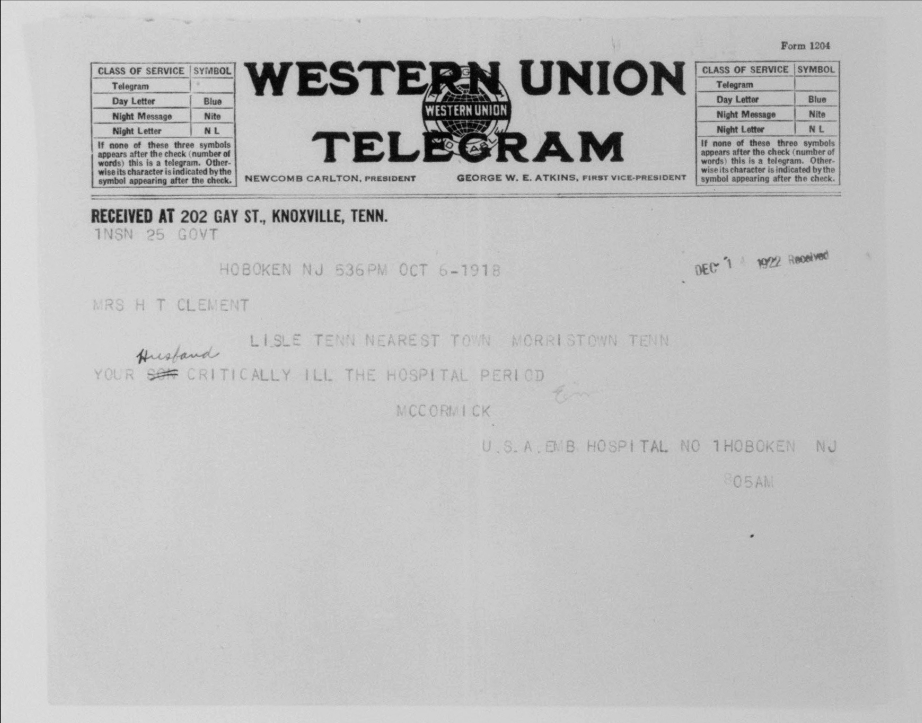 Form 1204
CLASS OF SERVICE SYMBOL
Telegram
Day Letter Blue
Night Message Nite
Night Letter N L
If none of these three symbols
appears after the check (number of
words) this is a telegram. Other-
wise its character is indicated by the
symbol appearing after the check.
WESTERN UNION
WESTERN UNION
TELEGRAM
NEWCOMB CARLTON, PRESIDENT GEORGE W. E. ATKINS, FIRST VICE-PRESIDENT
CLASS OF SERVICE SYMBOL
Telegram
Day Letter Blue
Night Message Nite
Night Letter N L
If none of these three symbols
appears after the check (number of
words) this is a telegram. Other-
wise its character is indicated by the
symbol appearing after the check.
RECEIVED AT 202 GAY ST., KNOXVILLE, TENN.
1NSN 25 GOVT
HOBOKEN NJ 536PM OCT 6-1918
DEC 1 1922 Received
MRS H T CLEMENT
LISLE TENN NEAREST TOWN MORRISTOWN TENN
Husband
YOUR SON CRITICALLY ILL THE HOSPITAL PERIOD
MCCORMICK
U.S.A.EMB HOSPITAL NO 1HOBOKEN NJ
805AM